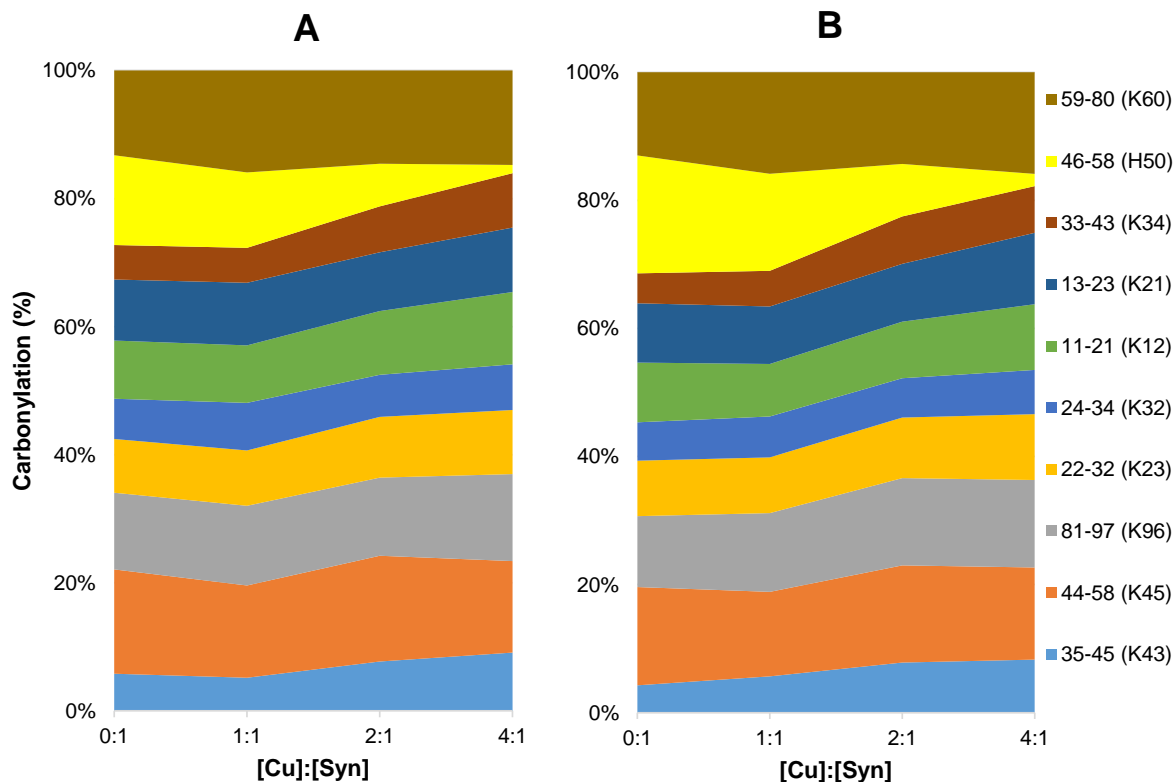 A
B
100%
80%
60%
40%
20%
0%
Carbonylation (%)
0:1
1:1
2:1
4:1
[Cu]:[Syn]
100%
80%
60%
40%
20%
0%
0:1
1:1
2:1
4:1
[Cu]:[Syn]
59-80 (K60)
46-58 (H50)
33-43 (K34)
13-23 (K21)
11-21 (K12)
24-34 (K32)
22-32 (K23)
81-97 (K96)
44-58 (K45)
35-45 (K43)